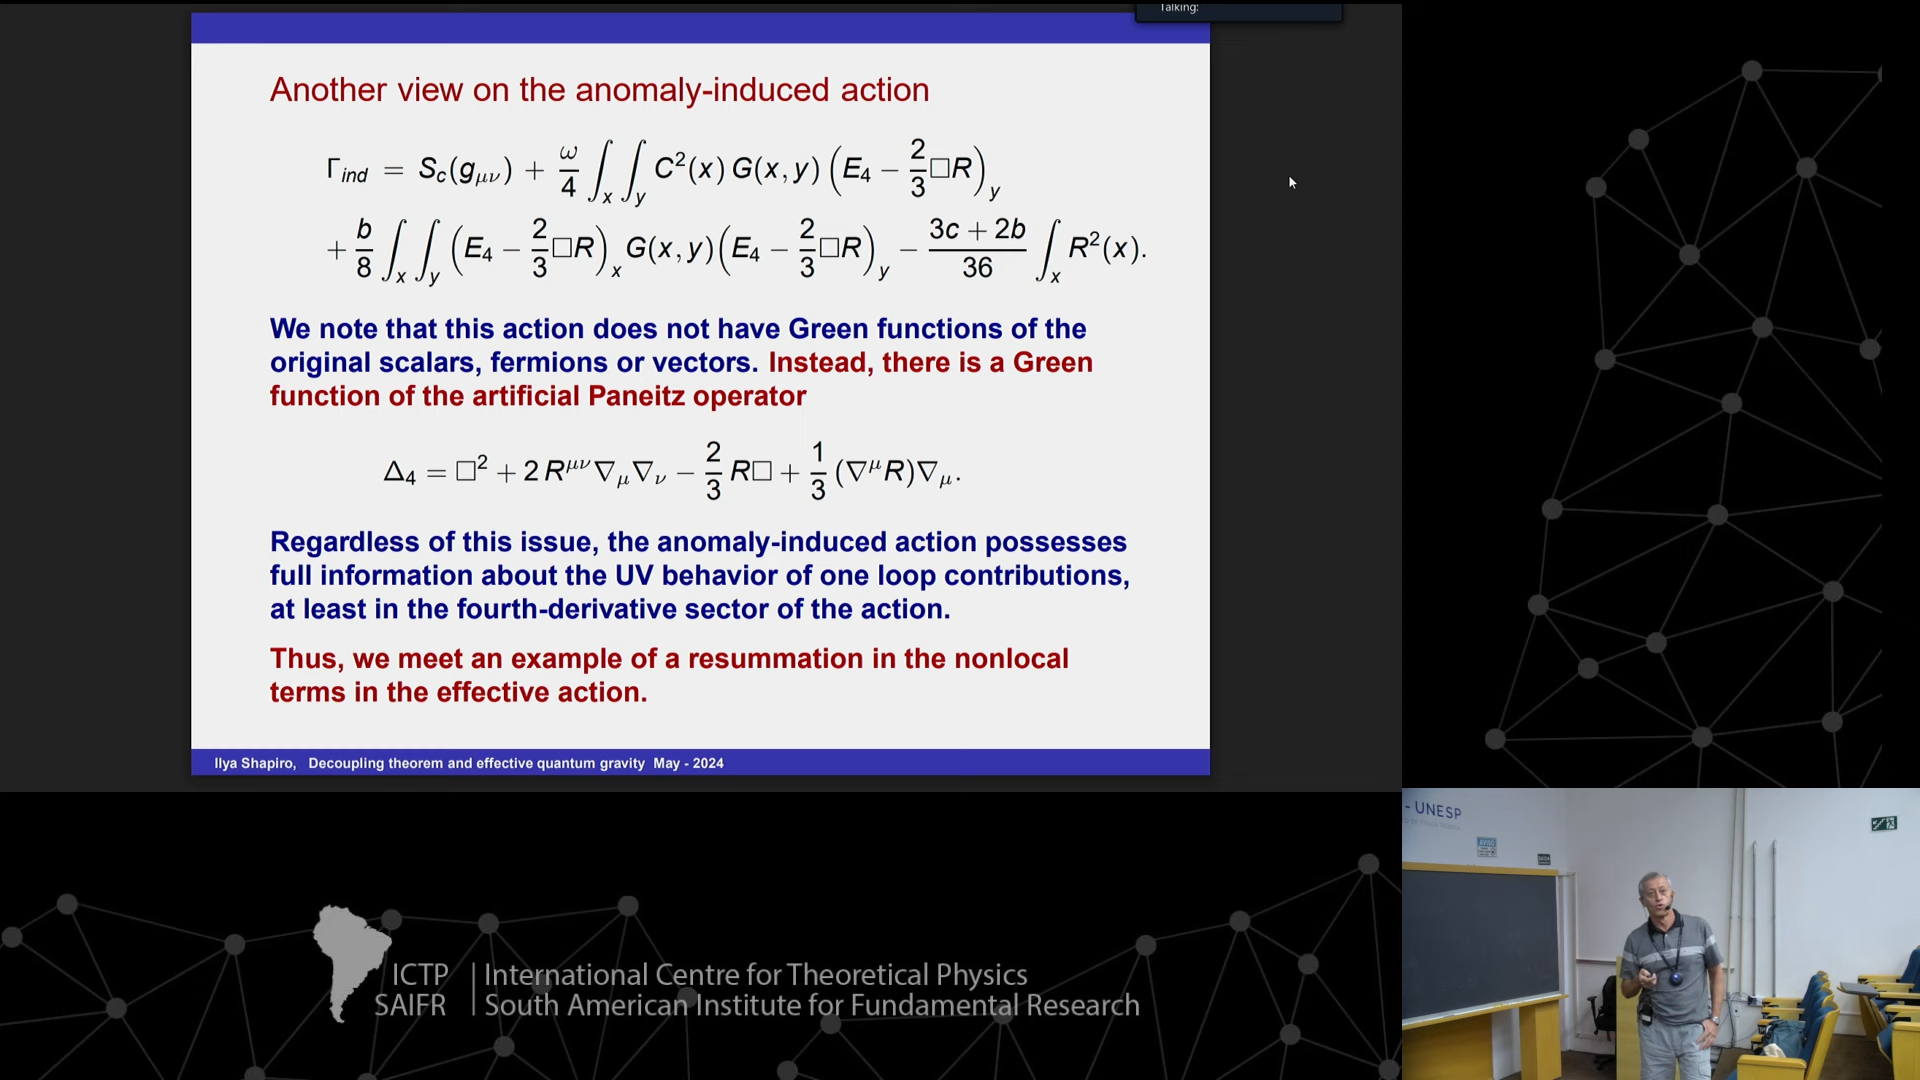 Talking:
Another view on the anomaly-induced action
Γ_ind = S_c(g_μν) + ω/4 ∫_x ∫_y C²(x) G(x, y) (E₄ − 2/3 □R)_y
+ b/8 ∫_x ∫_y (E₄ − 2/3 □R)_x G(x, y) (E₄ − 2/3 □R)_y − (3c + 2b)/36 ∫_x R²(x).
We note that this action does not have Green functions of the
original scalars, fermions or vectors. Instead, there is a Green
function of the artificial Paneitz operator
Δ₄ = □² + 2 R^μν ∇_μ ∇_ν − 2/3 R□ + 1/3 (∇^μ R)∇_μ.
Regardless of this issue, the anomaly-induced action possesses
full information about the UV behavior of one loop contributions,
at least in the fourth-derivative sector of the action.
Thus, we meet an example of a resummation in the nonlocal
terms in the effective action.
Ilya Shapiro, Decoupling theorem and effective quantum gravity May - 2024
- UNESP
ICTP | International Centre for Theoretical Physics
SAIFR | South American Institute for Fundamental Research